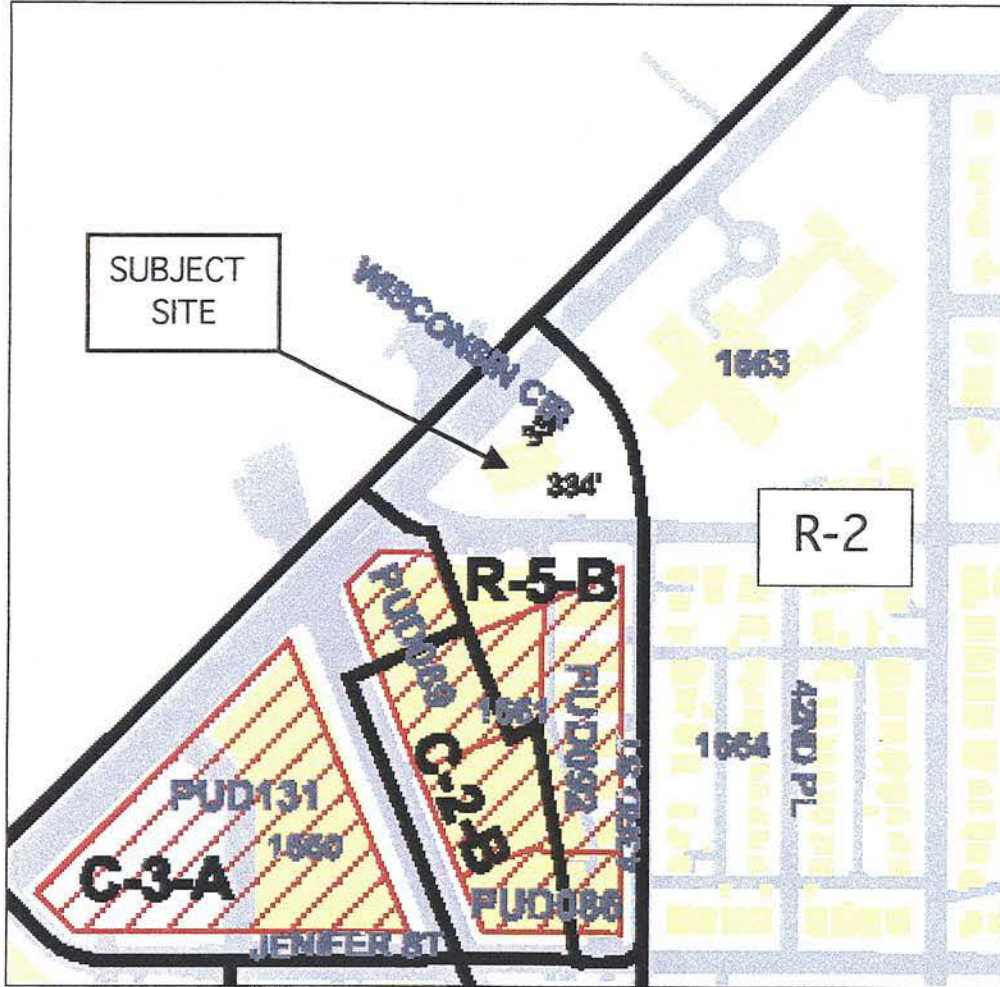 SUBJECT
SITE
WISCONSIN CIR
1663
334'
R-2
R-5-B
PUD089
1661
PUD092
C-2-B
1664
42ND PL
PUD131
1660
C-3-A
PUD086
JENIFER ST